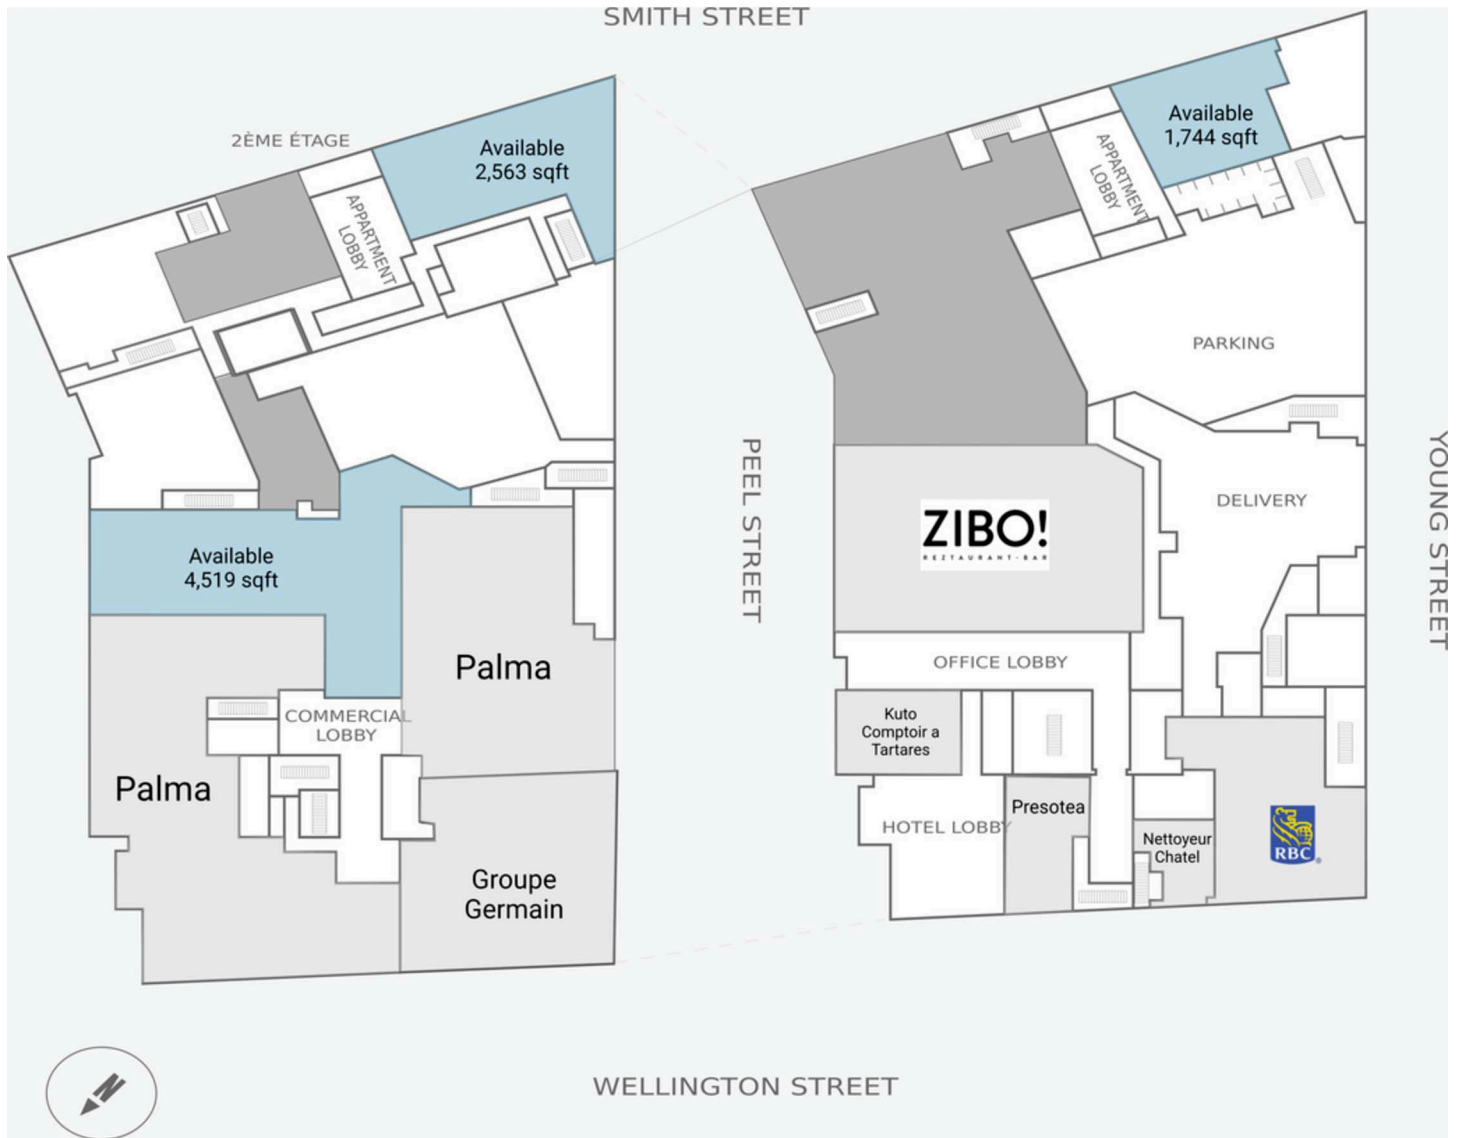 SMITH STREET
2ÈME ÉTAGE
Available
2,563 sqft
APPARTMENT
LOBBY
Available
1,744 sqft
APPARTMENT
LOBBY
PARKING
PEEL STREET
YOUNG STREET
DELIVERY
ZIBO!
REZTAURANT-BAR
Available
4,519 sqft
Palma
OFFICE LOBBY
COMMERCIAL
LOBBY
Kuto
Comptoir a
Tartares
Palma
Presotea
HOTEL LOBBY
Nettoyeur
Chatel
RBC
®
Groupe
Germain
N
WELLINGTON STREET